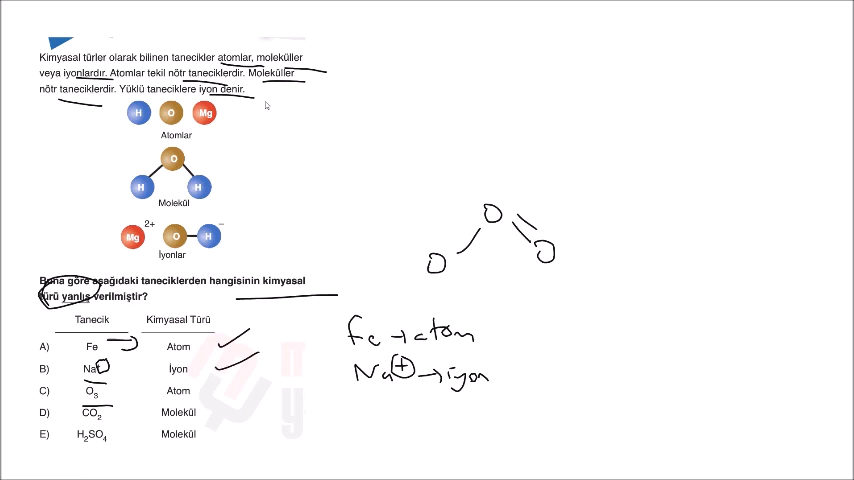 Kimyasal türler olarak bilinen tanecikler atomlar, moleküller
veya iyonlardır. Atomlar tekil nötr taneciklerdir. Moleküller
nötr taneciklerdir. Yüklü taneciklere iyon denir.
H O Mg
Atomlar
O
H H
Molekül
Mg 2+ O H –
İyonlar
O
O O
Buna göre aşağıdaki taneciklerden hangisinin kimyasal
türü yanlış verilmiştir?
Tanecik Kimyasal Türü
A) Fe Atom
B) Na+ İyon
C) O3 Atom
D) CO2 Molekül
E) H2SO4 Molekül
Fe → atom
Na+ → iyon